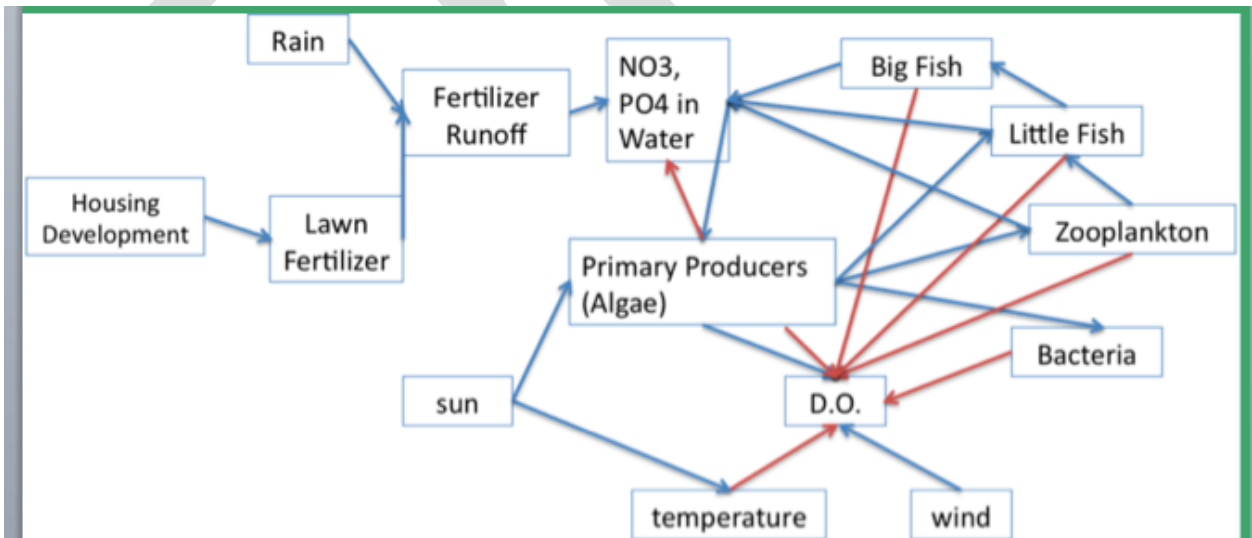 Rain
Fertilizer
Runoff
NO3,
PO4 in
Water
Big Fish
Little Fish
Housing
Development
Lawn
Fertilizer
Zooplankton
Primary Producers
(Algae)
Bacteria
sun
D.O.
temperature
wind